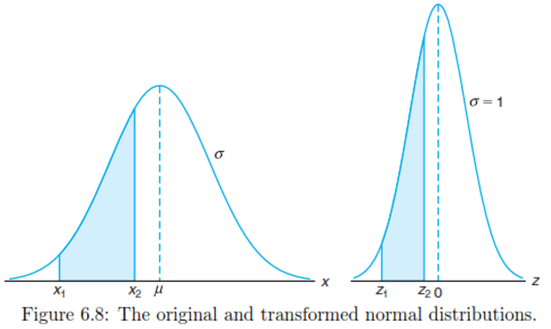 σ
σ = 1
x₁ x₂ μ x
z₁ z₂ 0 z
Figure 6.8: The original and transformed normal distributions.